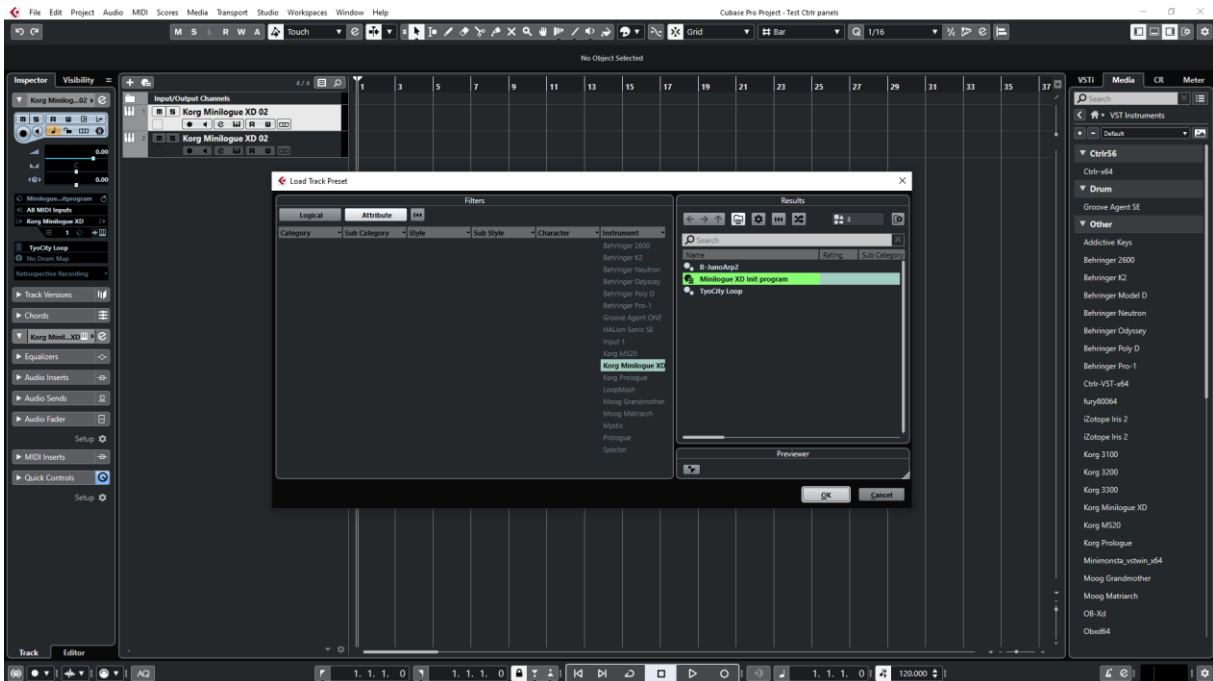 File Edit Project Audio MIDI Scores Media Transport Studio Workspaces Window Help
Cubase Pro Project - Test Ctrlr panels
M S L R W A Touch
Grid
Bar
Q 1/16
No Object Selected
Inspector Visibility
Korg Minilog...02
m S R W
0.00
C
0.00
Minilogue...itprogram
All MIDI Inputs
Korg Minilogue XD
1
TyoCity Loop
No Drum Map
Retrospective Recording
Track Versions
Chords
Korg Minil...XD
Equalizers
Audio Inserts
Audio Sends
Audio Fader
Setup
MIDI Inserts
Quick Controls
Setup
Track Editor
4 / 4
1 3 5 7 9 11 13 15 17 19 21 23 25 27 29 31 33 35 37
Input/Output Channels
1 m S Korg Minilogue XD 02
R W
2 m S Korg Minilogue XD 02
R W
Load Track Preset
Filters
Logical Attribute
Category Sub Category Style Sub Style Character Instrument
Behringer 2600
Behringer K2
Behringer Neutron
Behringer Odyssey
Behringer Poly D
Behringer Pro-1
Groove Agent ONE
HALion Sonic SE
Input 1
Korg MS20
Korg Minilogue XD
Korg Prologue
LoopMash
Moog Grandmother
Moog Matriarch
Mystic
Prologue
Spector
Results
3
Search
Name Rating Sub Category
B-JunoArp2
Minilogue XD Init program
TyoCity Loop
Previewer
OK Cancel
VSTi Media CR Meter
Search
VST Instruments
Default
Ctrlr56
Ctrlr-x64
Drum
Groove Agent SE
Other
Addictive Keys
Behringer 2600
Behringer K2
Behringer Model D
Behringer Neutron
Behringer Odyssey
Behringer Poly D
Behringer Pro-1
Ctrlr-VST-x64
fury80064
iZotope Iris 2
iZotope Iris 2
Korg 3100
Korg 3200
Korg 3300
Korg Minilogue XD
Korg MS20
Korg Prologue
Minimonsta_vstwin_x64
Moog Grandmother
Moog Matriarch
OB-Xd
Obxd64
AQ
1. 1. 1. 0
1. 1. 1. 0
1. 1. 1. 0
120.000